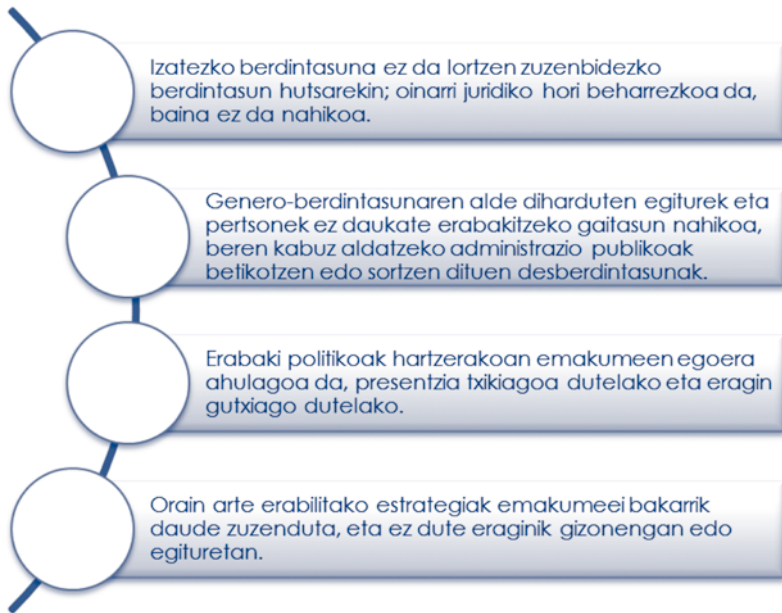 Izatezko berdintasuna ez da lortzen zuzenbidezko
berdintasun hutsarekin; oinarri juridiko hori beharrezkoa da,
baina ez da nahikoa.
Genero-berdintasunaren alde diharduten egiturek eta
pertsonek ez daukate erabakitzeko gaitasun nahikoa,
beren kabuz aldatzeko administrazio publikoak
betikotzen edo sortzen dituen desberdintasunak.
Erabaki politikoak hartzerakoan emakumeen egoera
ahulagoa da, presentzia txikiagoa dutelako eta eragin
gutxiago dutelako.
Orain arte erabilitako estrategiak emakumeei bakarrik
daude zuzenduta, eta ez dute eraginik gizonengan edo
egituretan.